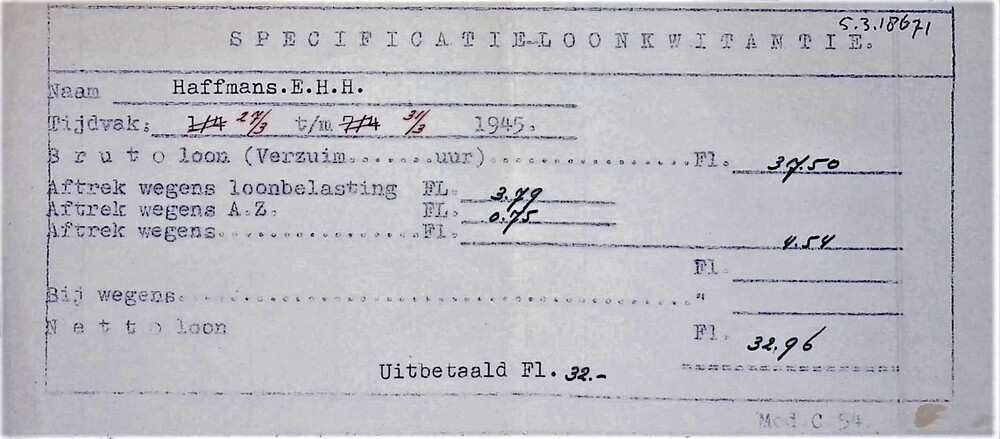 S.3.18671
SPECIFICATIE-LOONKWITANTIE.
Naam Haffmans.E.H.H.
Tijdvak: 1/4 27/3 t/m 7/4 31/3 1945.
Bruto loon (Verzuim.......uur)................Fl. 37.50
Aftrek wegens loonbelasting FL. 3.79
Aftrek wegens A.Z. FL. 0.75
Aftrek wegens....................Fl. 4.54
Fl.
Bij wegens........................................ "
Netto loon Fl. 32.96
Uitbetaald Fl. 32.-
Mod.C 54.